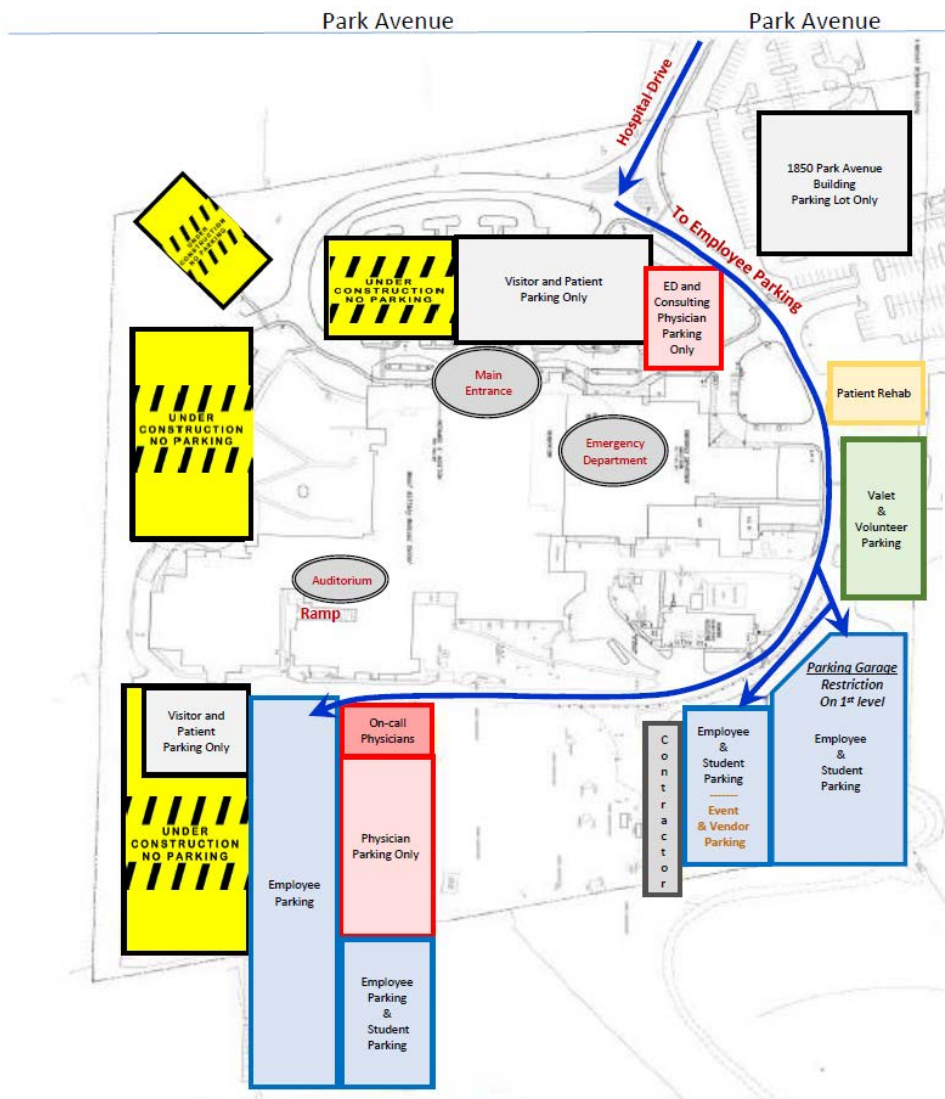 Park Avenue
Park Avenue
Hospital Drive
1850 Park Avenue
Building
Parking Lot Only
To Employee Parking
UNDER
CONSTRUCTION
NO PARKING
UNDER
CONSTRUCTION
NO PARKING
Visitor and Patient
Parking Only
ED and
Consulting
Physician
Parking
Only
Main
Entrance
Patient Rehab
UNDER
CONSTRUCTION
NO PARKING
Emergency
Department
Valet
&
Volunteer
Parking
Auditorium
Ramp
Parking Garage
Restriction
On 1st level
Employee
&
Student
Parking
Visitor and
Patient
Parking Only
On-call
Physicians
Contractor
Employee
&
Student
Parking
--------
Event
& Vendor
Parking
UNDER
CONSTRUCTION
NO PARKING
Physician
Parking Only
Employee
Parking
Employee
Parking
&
Student
Parking